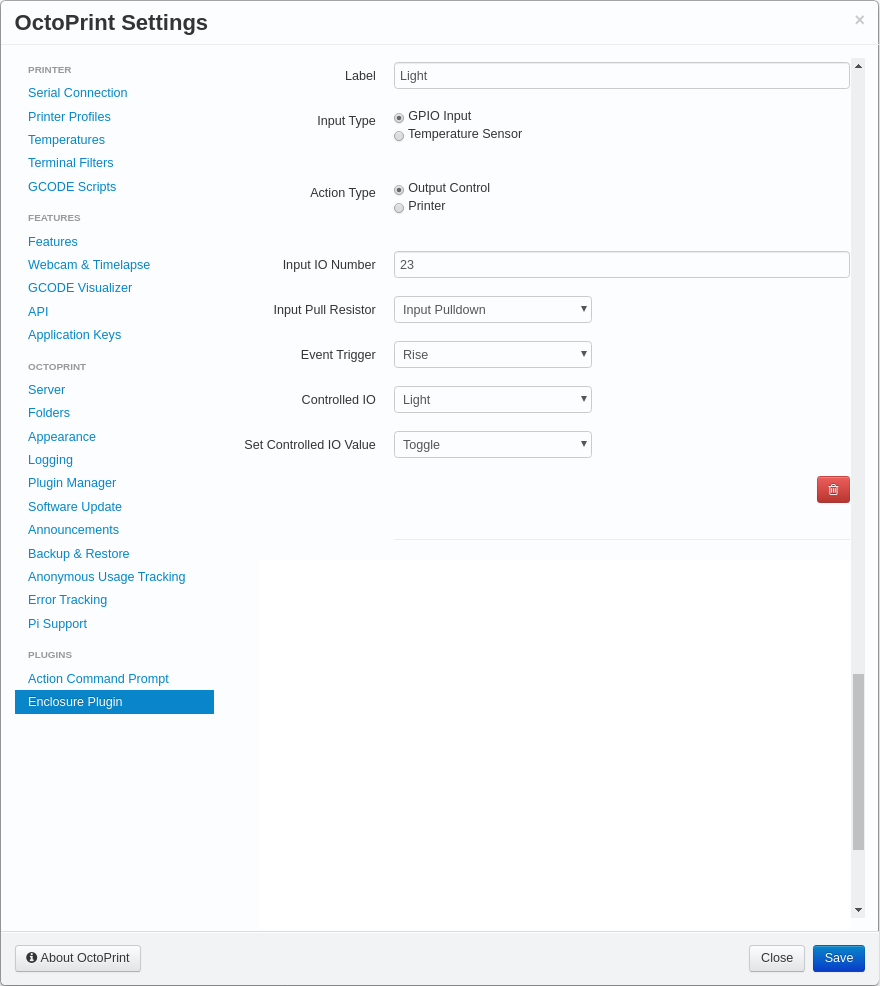 OctoPrint Settings
×
PRINTER
Serial Connection
Printer Profiles
Temperatures
Terminal Filters
GCODE Scripts
FEATURES
Features
Webcam & Timelapse
GCODE Visualizer
API
Application Keys
OCTOPRINT
Server
Folders
Appearance
Logging
Plugin Manager
Software Update
Announcements
Backup & Restore
Anonymous Usage Tracking
Error Tracking
Pi Support
PLUGINS
Action Command Prompt
Enclosure Plugin
Label Light
Input Type GPIO Input
Temperature Sensor
Action Type Output Control
Printer
Input IO Number 23
Input Pull Resistor Input Pulldown
Event Trigger Rise
Controlled IO Light
Set Controlled IO Value Toggle
About OctoPrint Close Save